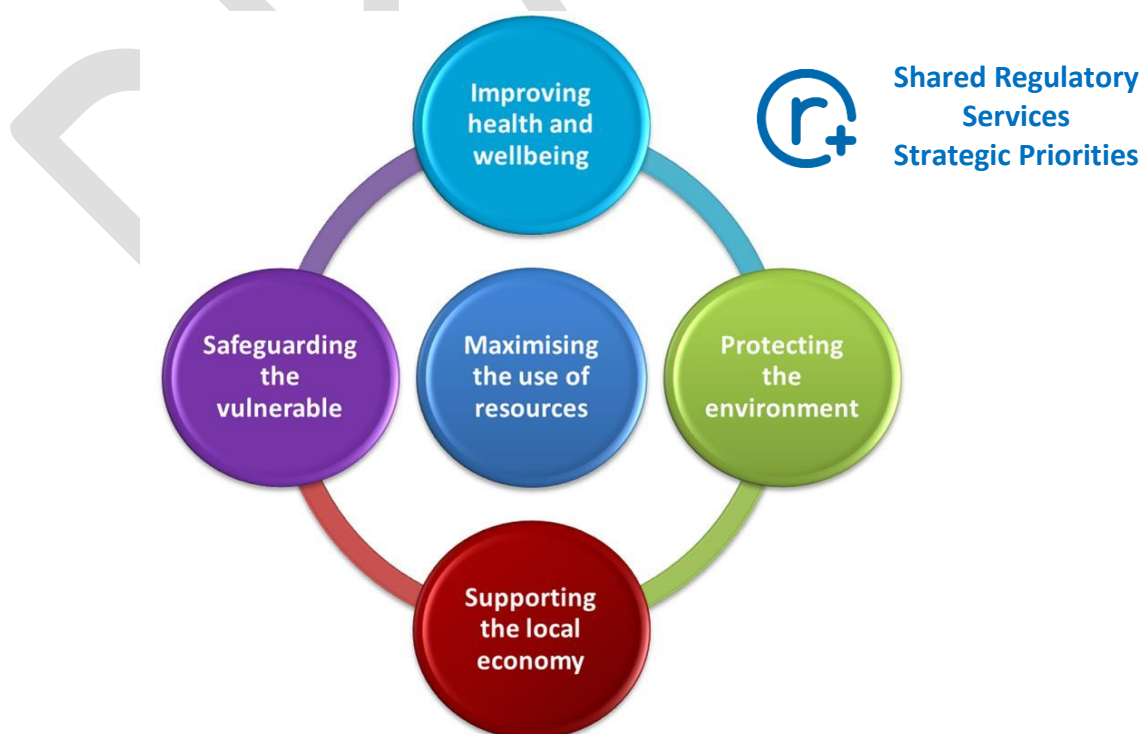 Shared Regulatory
Services
Strategic Priorities
r+
Improving
health and
wellbeing
Safeguarding
the
vulnerable
Maximising
the use of
resources
Protecting
the
environment
Supporting
the local
economy